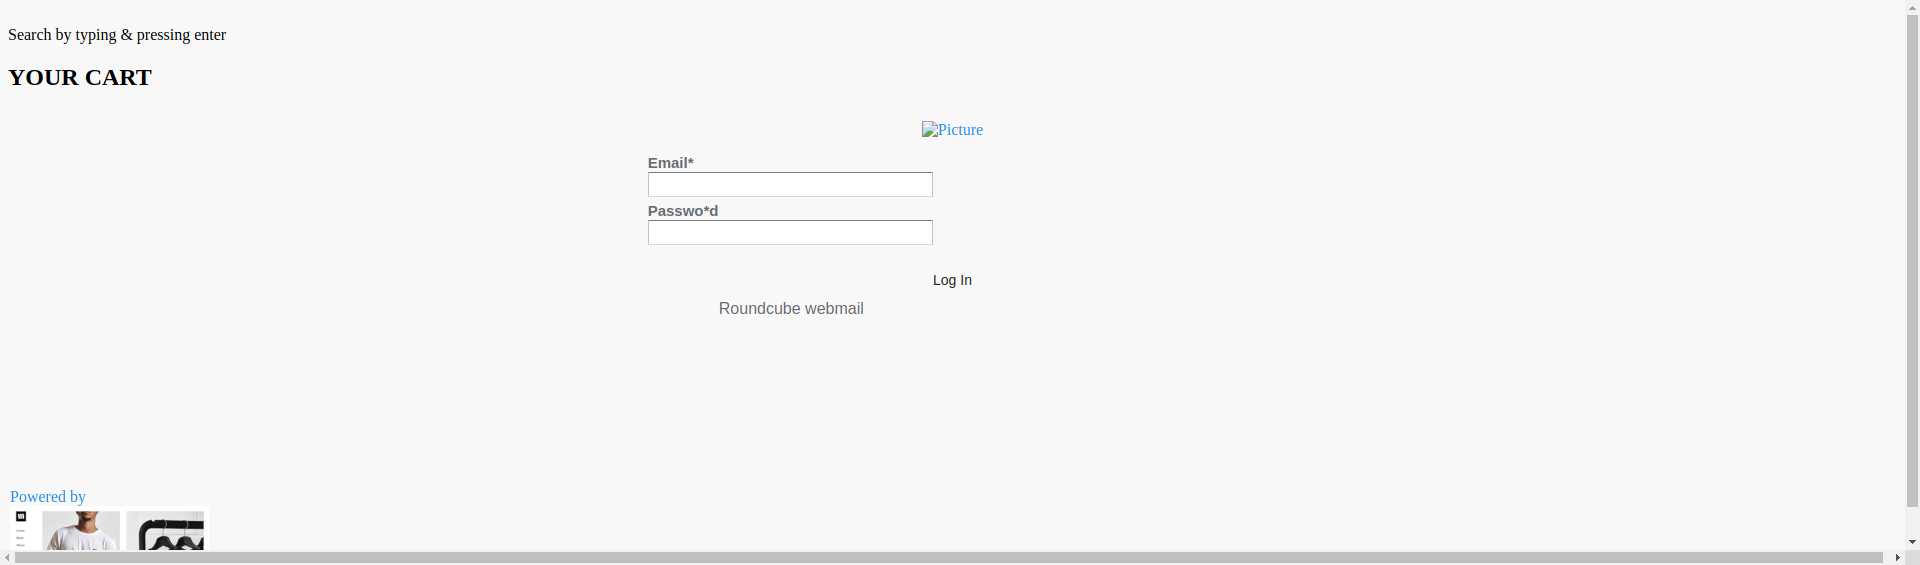 Search by typing & pressing enter
YOUR CART
Picture
Email*
Passwo*d
Log In
Roundcube webmail
Powered by